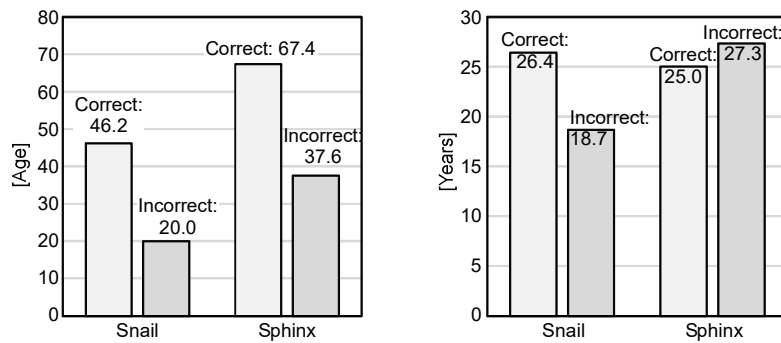 [Age]
80
70
60
50
40
30
20
10
0
Correct:
46.2
Incorrect:
20.0
Correct: 67.4
Incorrect:
37.6
Snail
Sphinx
[Years]
30
25
20
15
10
5
0
Correct:
26.4
Incorrect:
18.7
Correct:
25.0
Incorrect:
27.3
Snail
Sphinx